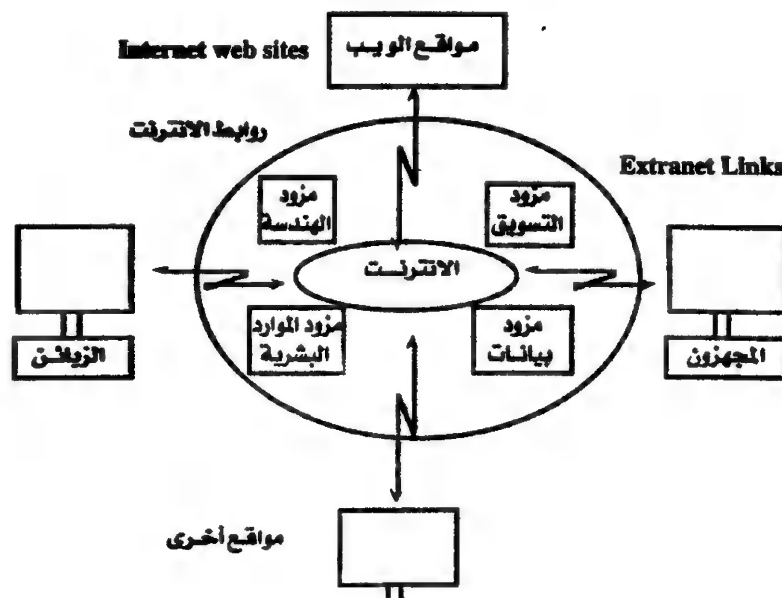 مواقع الويب
Internet web sites
روابط الانترنت
Extranet Links
مزود
التسويق
مزود
الهندسة
الانترنت
مزود
بيانات
مزود الموارد
البشرية
المجهزون
الزبائن
مواقع أخرى